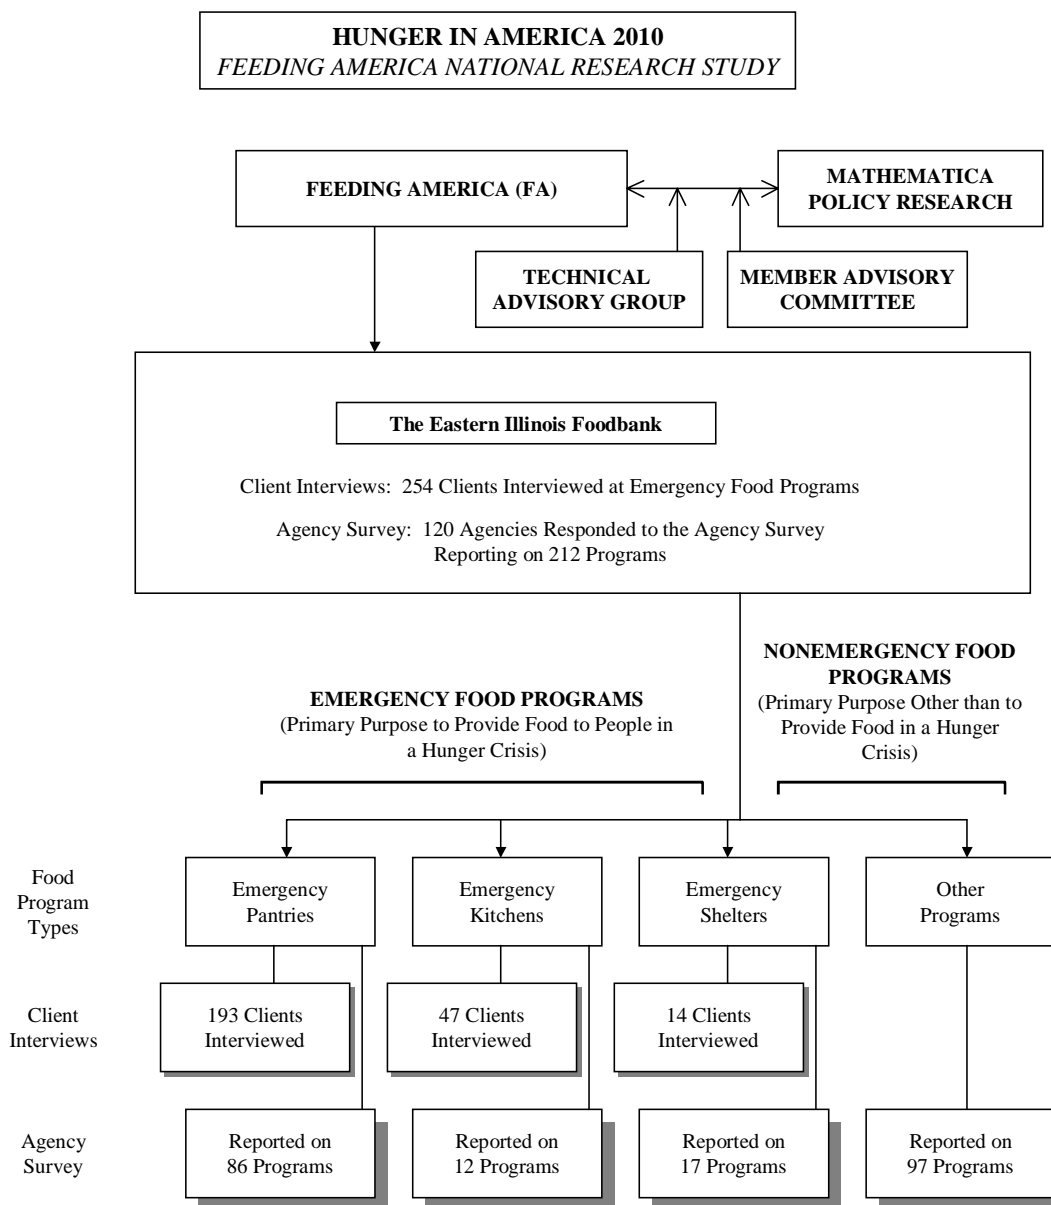 HUNGER IN AMERICA 2010
FEEDING AMERICA NATIONAL RESEARCH STUDY
FEEDING AMERICA (FA)
MATHEMATICA
POLICY RESEARCH
TECHNICAL
ADVISORY GROUP
MEMBER ADVISORY
COMMITTEE
The Eastern Illinois Foodbank
Client Interviews:  254 Clients Interviewed at Emergency Food Programs
Agency Survey:  120 Agencies Responded to the Agency Survey
Reporting on 212 Programs
EMERGENCY FOOD PROGRAMS
(Primary Purpose to Provide Food to People in
a Hunger Crisis)
NONEMERGENCY FOOD
PROGRAMS
(Primary Purpose Other than to
Provide Food in a Hunger
Crisis)
Food
Program
Types
Emergency
Pantries
Emergency
Kitchens
Emergency
Shelters
Other
Programs
Client
Interviews
193 Clients
Interviewed
47 Clients
Interviewed
14 Clients
Interviewed
Agency
Survey
Reported on
86 Programs
Reported on
12 Programs
Reported on
17 Programs
Reported on
97 Programs